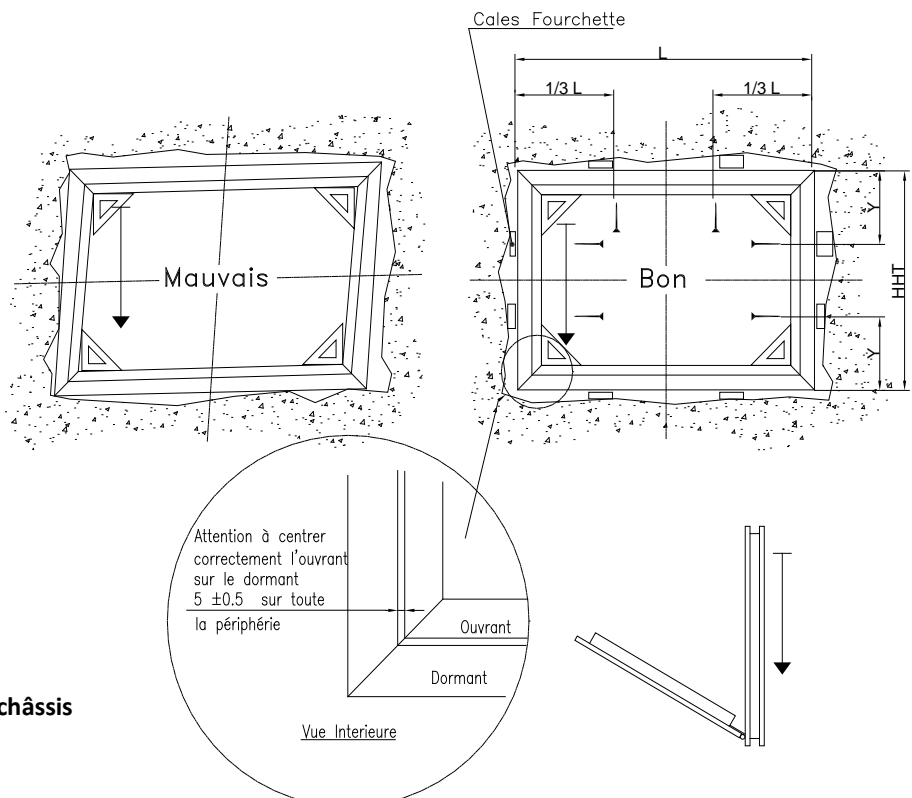 Cales Fourchette
L
1/3 L
1/3 L
Mauvais
Bon
Y
HHT
Y
Attention à centrer
correctement l'ouvrant
sur le dormant
5 ±0.5 sur toute
la périphérie
Ouvrant
Dormant
châssis
Vue Interieure